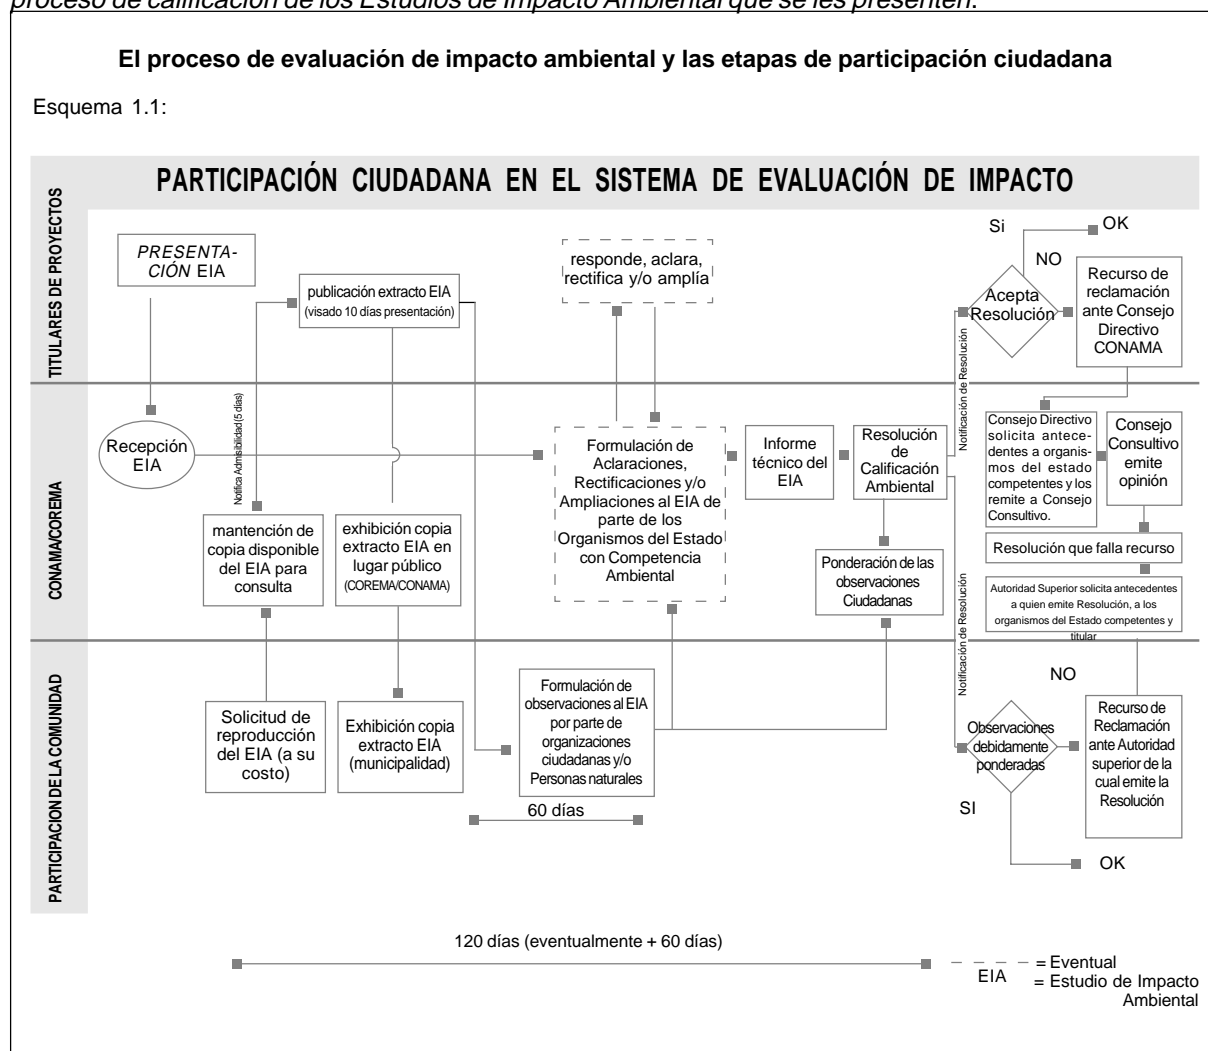 proceso de calificación de los Estudios de Impacto Ambiental que se les presenten.
El proceso de evaluación de impacto ambiental y las etapas de participación ciudadana
Esquema 1.1:
PARTICIPACIÓN CIUDADANA EN EL SISTEMA DE EVALUACIÓN DE IMPACTO
TITULARES DE PROYECTOS
PRESENTA-
CIÓN EIA
publicación extracto EIA
(visado 10 días presentación)
responde, aclara,
rectifica y/o amplía
Si
OK
NO
Acepta
Resolución
Recurso de
reclamación
ante Consejo
Directivo
CONAMA
CONAMA/COREMA
Recepción
EIA
Notifica Admisibilidad (5 días)
mantención de
copia disponible
del EIA para
consulta
exhibición copia
extracto EIA en
lugar público
(COREMA/CONAMA)
Formulación de
Aclaraciones,
Rectificaciones y/o
Ampliaciones al EIA de
parte de los
Organismos del Estado
con Competencia
Ambiental
Informe
técnico del
EIA
Resolución
de
Calificación
Ambiental
Ponderación de las
observaciones
Ciudadanas
Notificación de Resolución
Notificación de Resolución
Consejo Directivo
solicita antece-
dentes a organis-
mos del estado
competentes y los
remite a Consejo
Consultivo.
Consejo
Consultivo
emite
opinión
Resolución que falla recurso
Autoridad Superior solicita antecedentes
a quien emite Resolución, a los
organismos del Estado competentes y
titular
PARTICIPACION DE LA COMUNIDAD
Solicitud de
reproducción
del EIA (a su
costo)
Exhibición copia
extracto EIA
(municipalidad)
Formulación de
observaciones al EIA
por parte de
organizaciones
ciudadanas y/o
Personas naturales
60 días
Observaciones
debidamente
ponderadas
NO
SI
OK
Recurso de
Reclamación
ante Autoridad
superior de la
cual emite la
Resolución
120 días (eventualmente + 60 días)
= Eventual
EIA = Estudio de Impacto
Ambiental